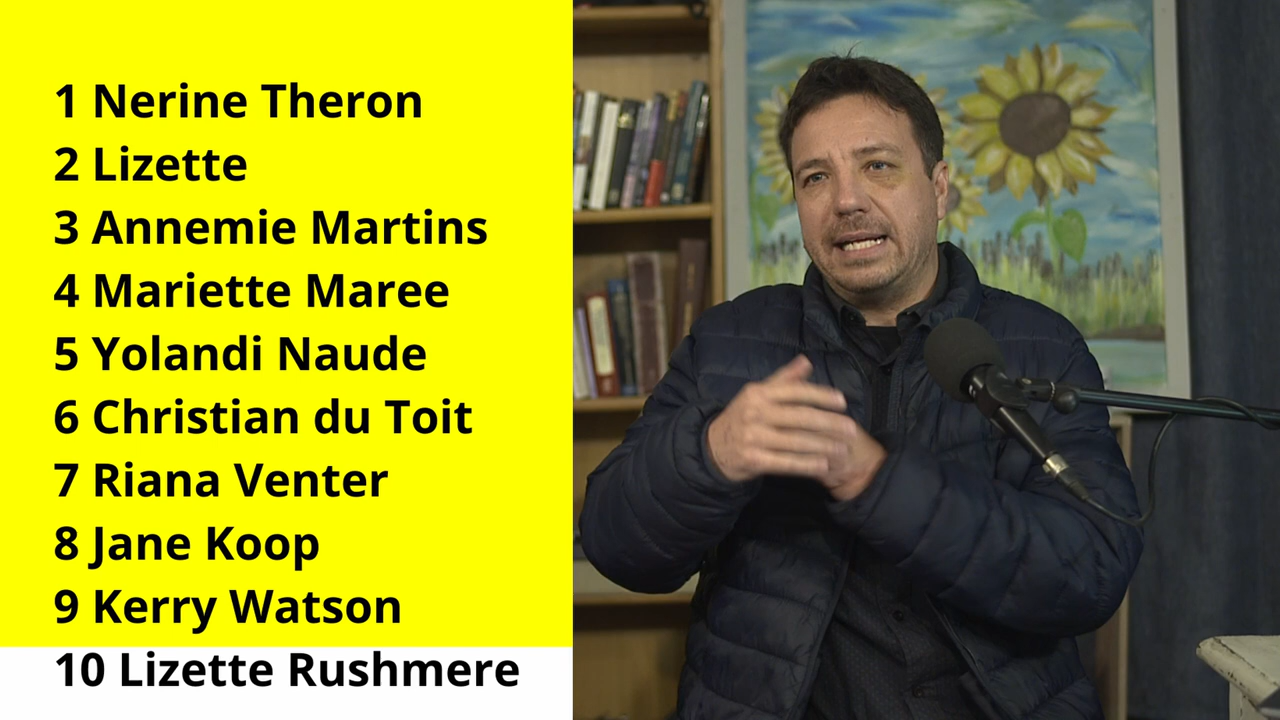 1 Nerine Theron
2 Lizette
3 Annemie Martins
4 Mariette Maree
5 Yolandi Naude
6 Christian du Toit
7 Riana Venter
8 Jane Koop
9 Kerry Watson
10 Lizette Rushmere